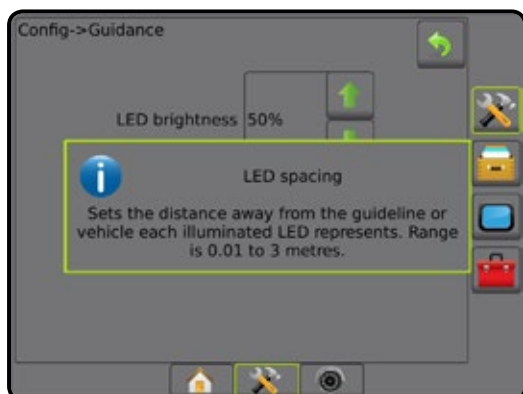 Config->Guidance
LED brightness 50%
LED spacing
Sets the distance away from the guideline or
vehicle each illuminated LED represents. Range
is 0.01 to 3 metres.